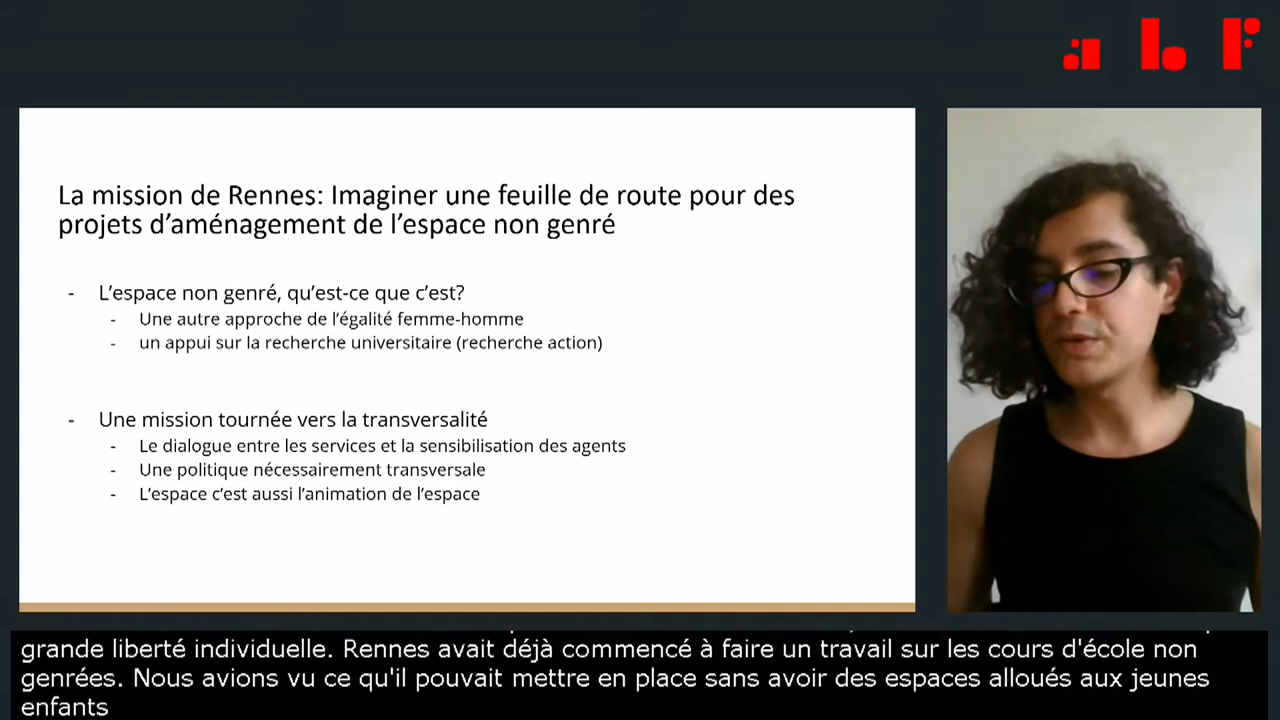 abf
La mission de Rennes: Imaginer une feuille de route pour des
projets d’aménagement de l’espace non genré
- L’espace non genré, qu’est-ce que c’est?
- Une autre approche de l’égalité femme-homme
- un appui sur la recherche universitaire (recherche action)
- Une mission tournée vers la transversalité
- Le dialogue entre les services et la sensibilisation des agents
- Une politique nécessairement transversale
- L’espace c’est aussi l’animation de l’espace
grande liberté individuelle. Rennes avait déjà commencé à faire un travail sur les cours d'école non
genrées. Nous avions vu ce qu'il pouvait mettre en place sans avoir des espaces alloués aux jeunes
enfants